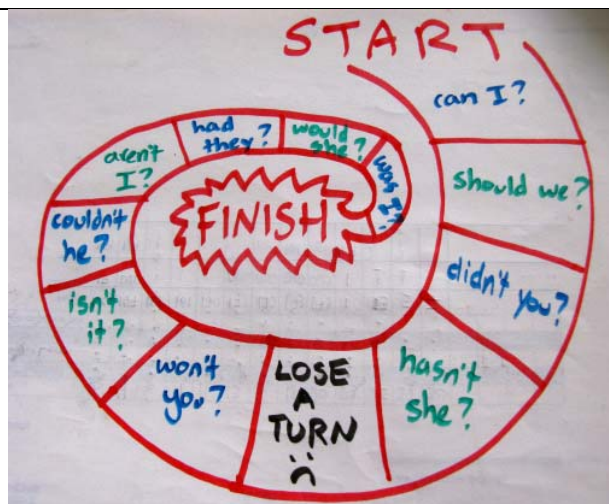 START
can I?
should we?
didn't you?
hasn't
she?
LOSE
A
TURN
won't
you?
isn't
it?
couldn't
he?
aren't
I?
had
they?
would
she?
was I?
FINISH